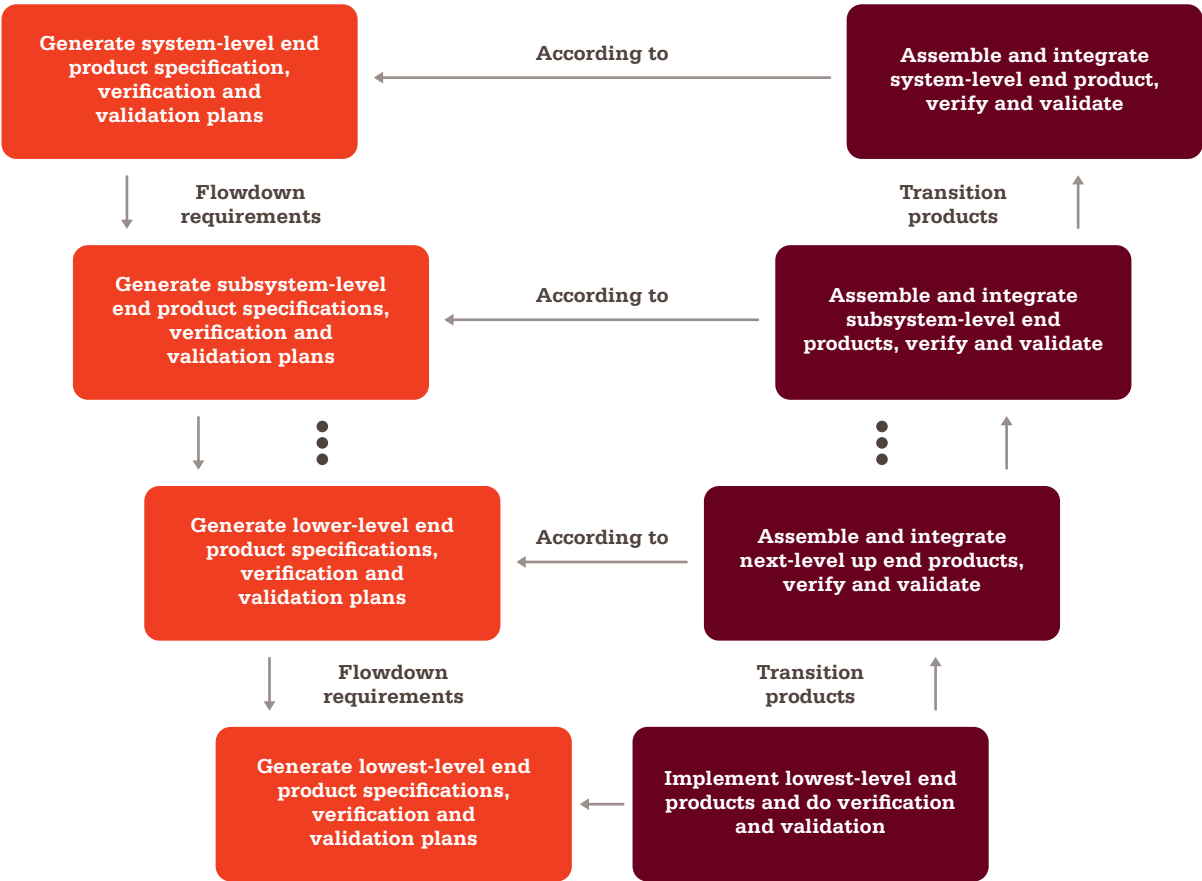 Generate system-level end
product specification,
verification and
validation plans
According to
Assemble and integrate
system-level end product,
verify and validate
Flowdown
requirements
Transition
products
Generate subsystem-level
end product specifications,
verification and
validation plans
According to
Assemble and integrate
subsystem-level end
products, verify and validate
Generate lower-level end
product specifications,
verification and
validation plans
According to
Assemble and integrate
next-level up end products,
verify and validate
Flowdown
requirements
Transition
products
Generate lowest-level end
product specifications,
verification and
validation plans
Implement lowest-level end
products and do verification
and validation